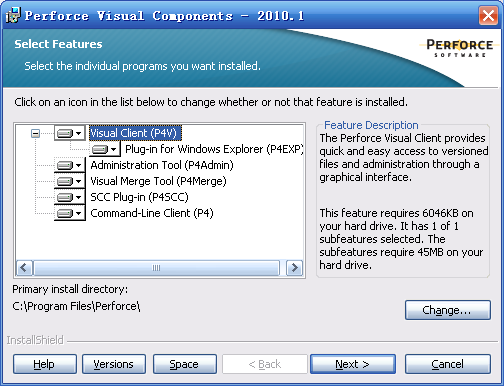 Perforce Visual Components - 2010.1
Select Features
Select the individual programs you want installed.
PERFORCE
SOFTWARE
Click on an icon in the list below to change whether or not that feature is installed.
Visual Client (P4V)
Plug-in for Windows Explorer (P4EXP)
Administration Tool (P4Admin)
Visual Merge Tool (P4Merge)
SCC Plug-in (P4SCC)
Command-Line Client (P4)
Feature Description
The Perforce Visual Client provides
quick and easy access to versioned
files and administration through a
graphical interface.
This feature requires 6046KB on
your hard drive. It has 1 of 1
subfeatures selected. The
subfeatures require 45MB on your
hard drive.
Primary install directory:
C:\Program Files\Perforce\
Change...
InstallShield
Help
Versions
Space
< Back
Next >
Cancel